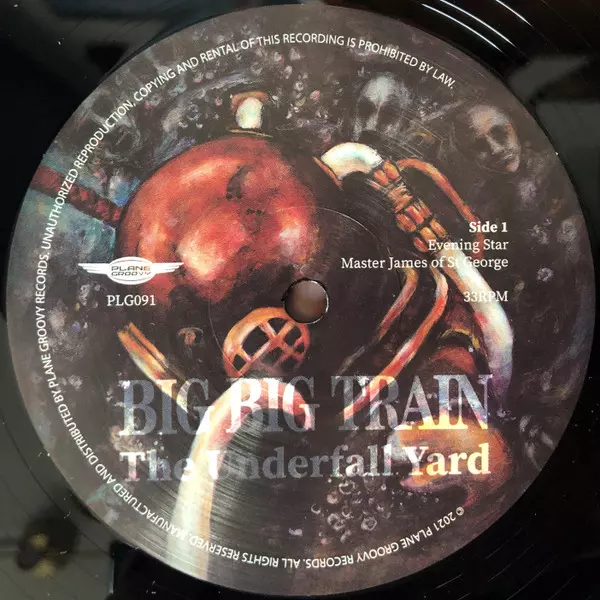 MANUFACTURED AND DISTRIBUTED BY PLANE GROOVY RECORDS. UNAUTHORIZED REPRODUCTION, COPYING AND RENTAL OF THIS RECORDING IS PROHIBITED BY LAW.
Side 1
Evening Star
Master James of St George
PLANE
GROOVY
PLG091
33RPM
BIG BIG TRAIN
The Underfall Yard
© 2021 PLANE GROOVY RECORDS. ALL RIGHTS RESERVED.